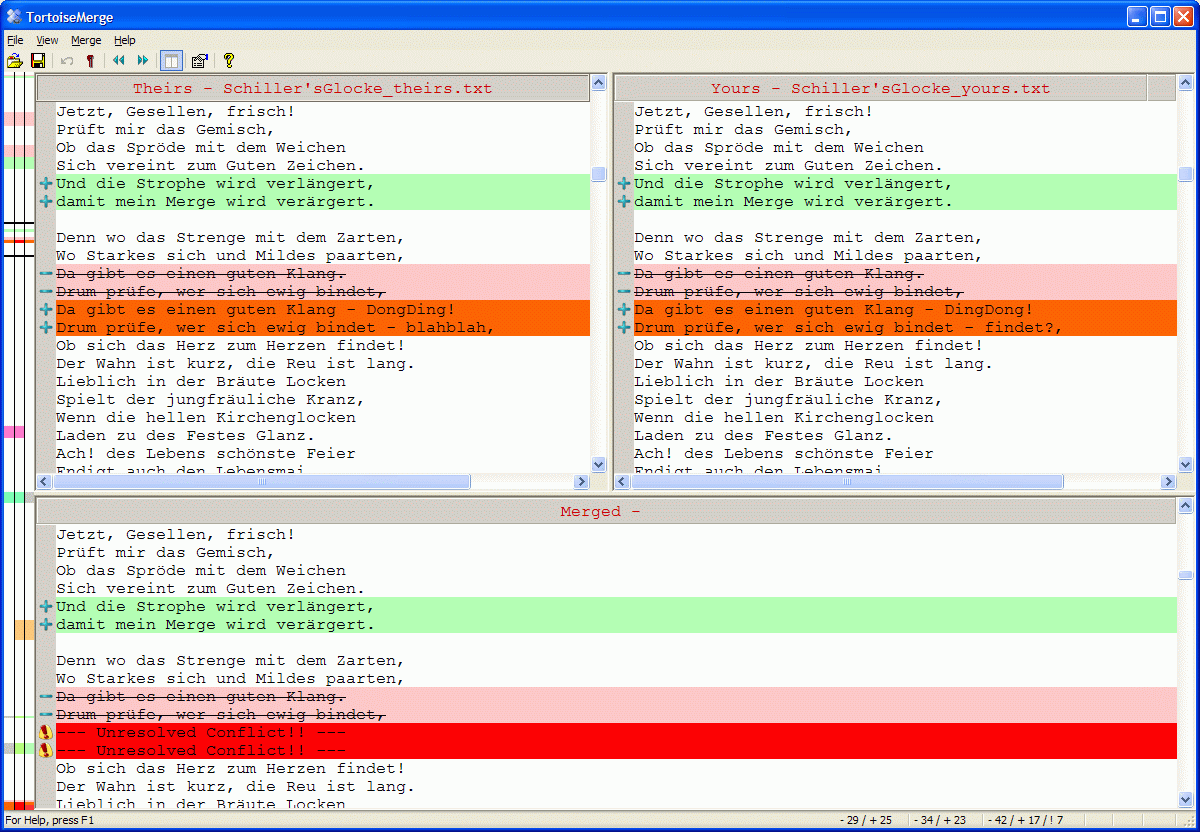 TortoiseMerge
File View Merge Help
Theirs - Schiller'sGlocke_theirs.txt
Jetzt, Gesellen, frisch!
Prüft mir das Gemisch,
Ob das Spröde mit dem Weichen
Sich vereint zum Guten Zeichen.
Und die Strophe wird verlängert,
damit mein Merge wird verärgert.
Denn wo das Strenge mit dem Zarten,
Wo Starkes sich und Mildes paarten,
Da gibt es einen guten Klang.
Drum prüfe, wer sich ewig bindet,
Da gibt es einen guten Klang - DongDing!
Drum prüfe, wer sich ewig bindet - blahblah,
Ob sich das Herz zum Herzen findet!
Der Wahn ist kurz, die Reu ist lang.
Lieblich in der Bräute Locken
Spielt der jungfräuliche Kranz,
Wenn die hellen Kirchenglocken
Laden zu des Festes Glanz.
Ach! des Lebens schönste Feier
Endigt auch den Lebensmai
Yours - Schiller'sGlocke_yours.txt
Jetzt, Gesellen, frisch!
Prüft mir das Gemisch,
Ob das Spröde mit dem Weichen
Sich vereint zum Guten Zeichen.
Und die Strophe wird verlängert,
damit mein Merge wird verärgert.
Denn wo das Strenge mit dem Zarten,
Wo Starkes sich und Mildes paarten,
Da gibt es einen guten Klang.
Drum prüfe, wer sich ewig bindet,
Da gibt es einen guten Klang - DingDong!
Drum prüfe, wer sich ewig bindet - findet?,
Ob sich das Herz zum Herzen findet!
Der Wahn ist kurz, die Reu ist lang.
Lieblich in der Bräute Locken
Spielt der jungfräuliche Kranz,
Wenn die hellen Kirchenglocken
Laden zu des Festes Glanz.
Ach! des Lebens schönste Feier
Endigt auch den Lebensmai
Merged -
Jetzt, Gesellen, frisch!
Prüft mir das Gemisch,
Ob das Spröde mit dem Weichen
Sich vereint zum Guten Zeichen.
Und die Strophe wird verlängert,
damit mein Merge wird verärgert.
Denn wo das Strenge mit dem Zarten,
Wo Starkes sich und Mildes paarten,
Da gibt es einen guten Klang.
Drum prüfe, wer sich ewig bindet,
--- Unresolved Conflict!! ---
--- Unresolved Conflict!! ---
Ob sich das Herz zum Herzen findet!
Der Wahn ist kurz, die Reu ist lang.
Lieblich in der Bräute Locken
For Help, press F1 - 29 / + 25 - 34 / + 23 - 42 / + 17 / ! 7